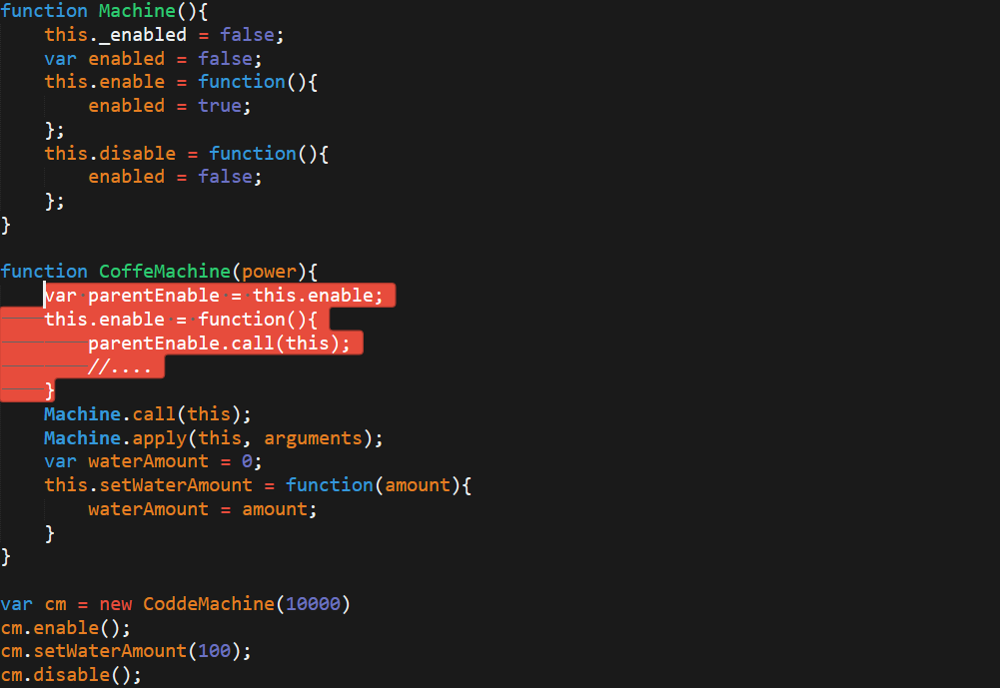 function Machine(){
    this._enabled = false;
    var enabled = false;
    this.enable = function(){
        enabled = true;
    };
    this.disable = function(){
        enabled = false;
    };
}

function CoffeMachine(power){
    var parentEnable = this.enable;
    this.enable = function(){
        parentEnable.call(this);
        //....
    }
    Machine.call(this);
    Machine.apply(this, arguments);
    var waterAmount = 0;
    this.setWaterAmount = function(amount){
        waterAmount = amount;
    }
}

var cm = new CoddeMachine(10000)
cm.enable();
cm.setWaterAmount(100);
cm.disable();